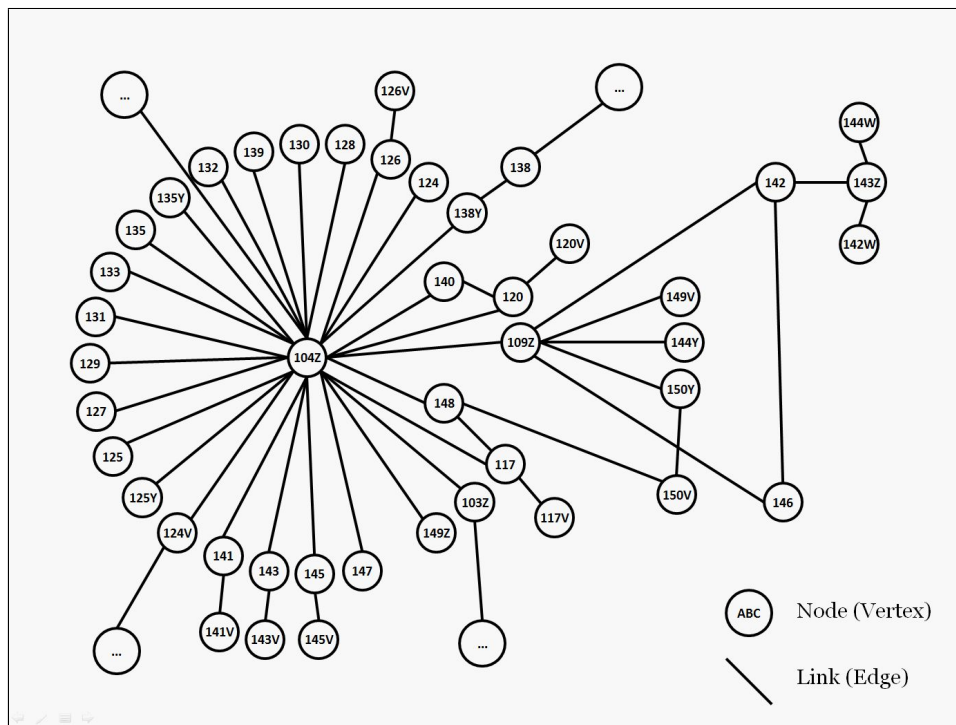 ...
126V
...
144W
139
130
128
126
132
124
138
142
143Z
135Y
138Y
135
120V
142W
133
140
120
149V
131
109Z
144Y
104Z
129
150Y
127
148
125
117
125Y
103Z
150V
146
124V
149Z
117V
141
143
145
147
ABC
Node (Vertex)
...
141V
143V
145V
...
Link (Edge)